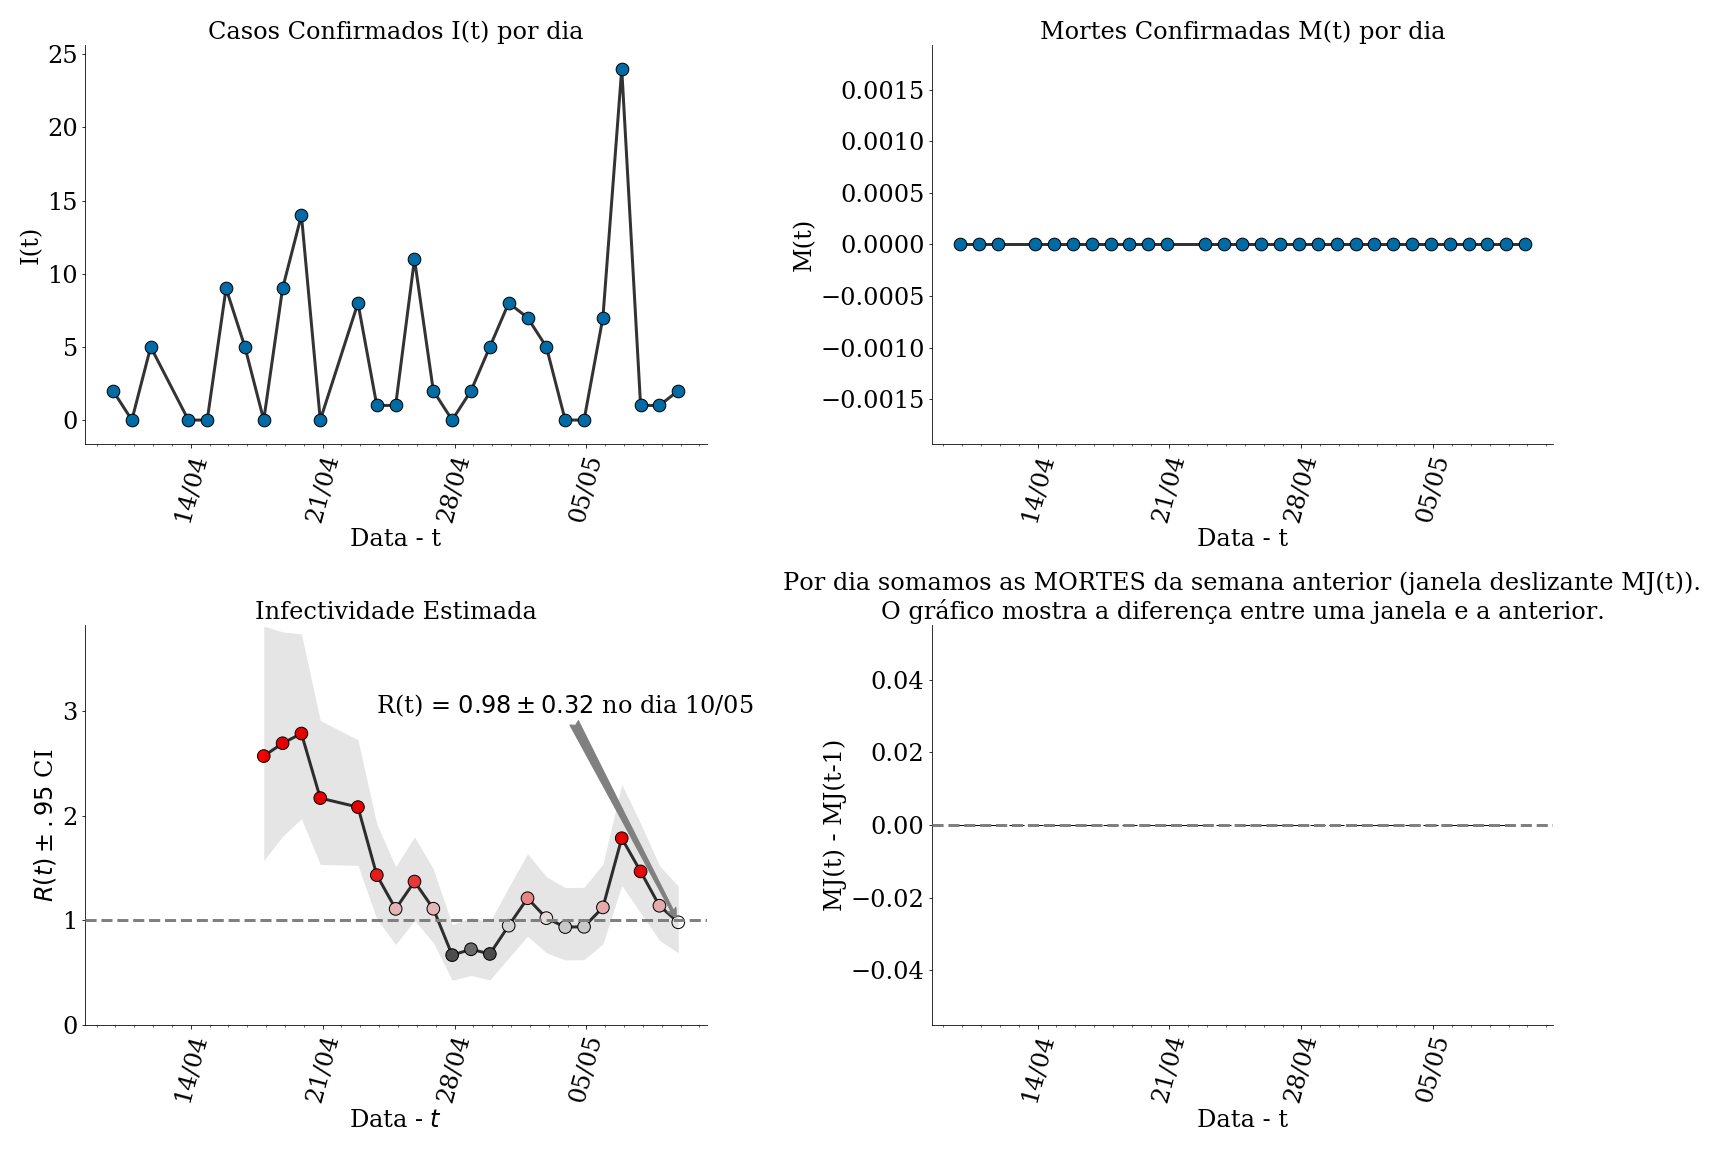 Casos Confirmados I(t) por dia
25
20
15
10
5
0
I(t)
14/04
21/04
28/04
05/05
Data - t
Mortes Confirmadas M(t) por dia
0.0015
0.0010
0.0005
0.0000
−0.0005
−0.0010
−0.0015
M(t)
14/04
21/04
28/04
05/05
Data - t
Infectividade Estimada
R(t) = 0.98 ± 0.32 no dia 10/05
3
2
1
0
R(t) ± .95 CI
14/04
21/04
28/04
05/05
Data - t
Por dia somamos as MORTES da semana anterior (janela deslizante MJ(t)).
O gráfico mostra a diferença entre uma janela e a anterior.
0.04
0.02
0.00
−0.02
−0.04
MJ(t) - MJ(t-1)
14/04
21/04
28/04
05/05
Data - t